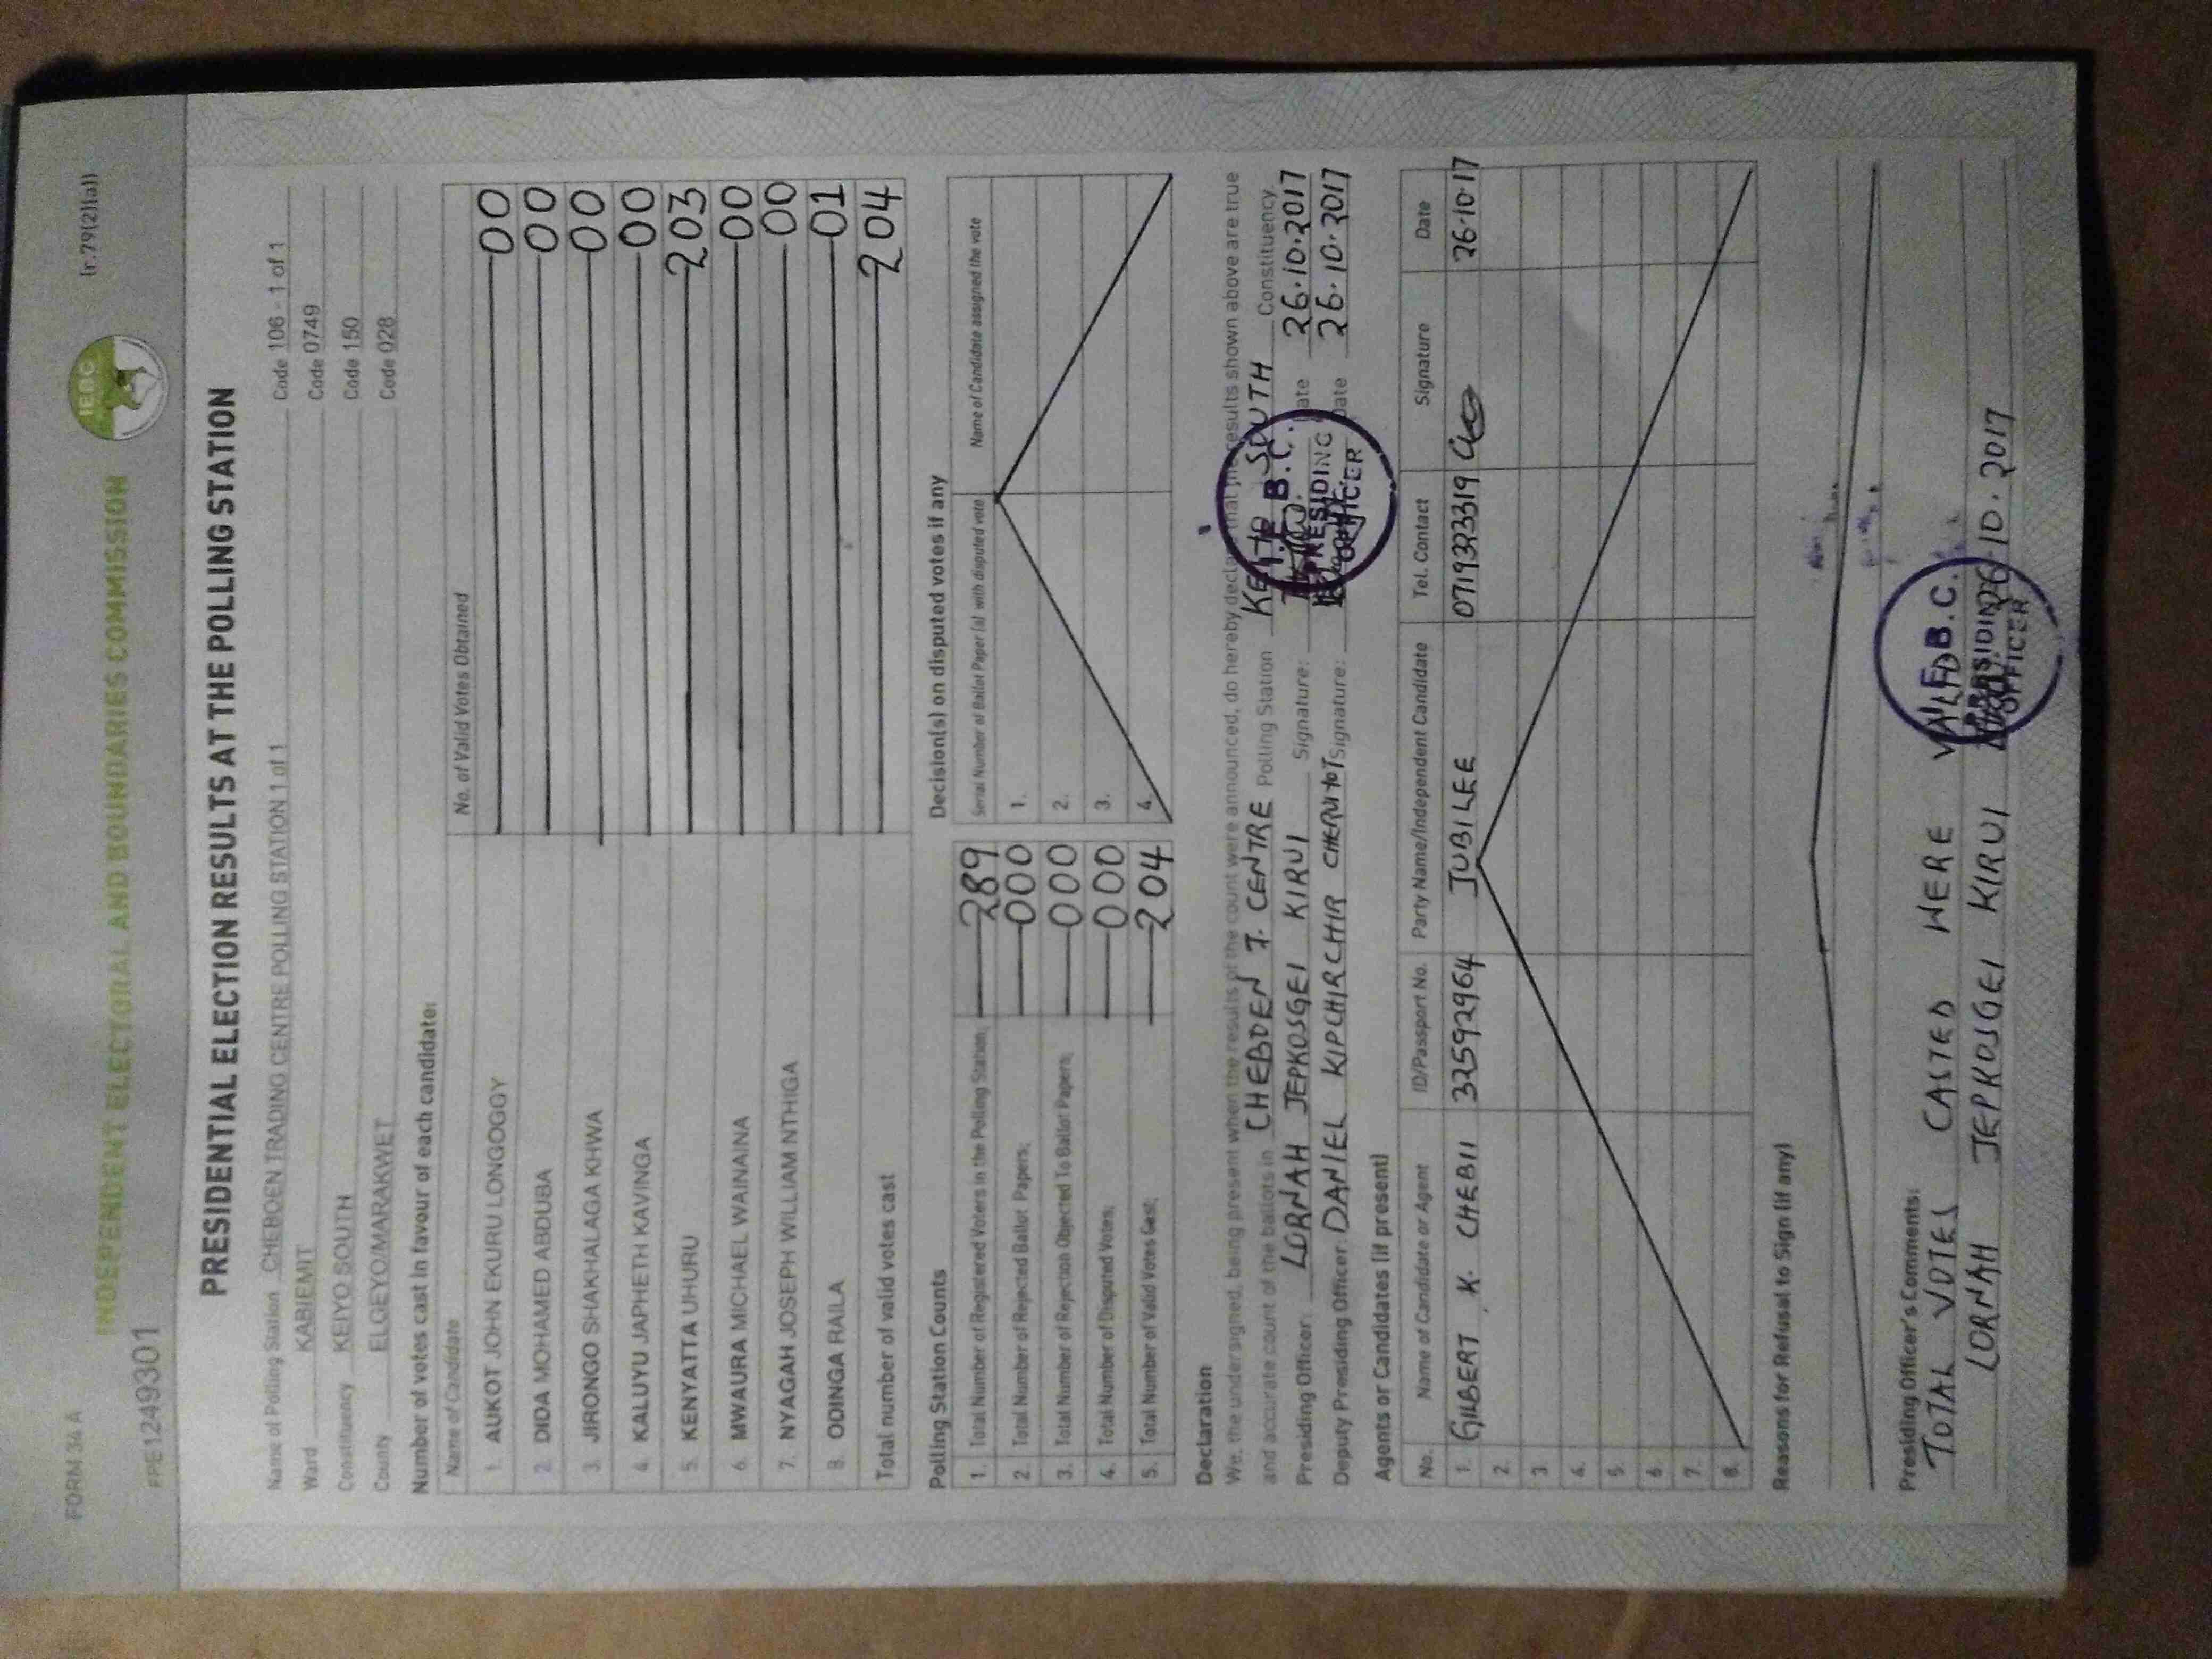 FORM 34 A
(r.79(2)(a))
INDEPENDENT ELECTORAL AND BOUNDARIES COMMISSION
IEBC
PRE1249301
PRESIDENTIAL ELECTION RESULTS AT THE POLLING STATION
Name of Polling Station CHEBOEN TRADING CENTRE POLLING STATION 1 of 1 Code 106 - 1 of 1
Ward KABIEMIT Code 0749
Constituency KEIYO SOUTH Code 150
County ELGEYO/MARAKWET Code 028
Number of votes cast in favour of each candidate:
Name of Candidate No. of Valid Votes Obtained
1. AUKOT JOHN EKURU LONGOGGY 00
2. DIDA MOHAMED ABDUBA 00
3. JIRONGO SHAKHALAGA KHWA 00
4. KALUYU JAPHETH KAVINGA 00
5. KENYATTA UHURU 203
6. MWAURA MICHAEL WAINAINA 00
7. NYAGAH JOSEPH WILLIAM NTHIGA 00
8. ODINGA RAILA 01
Total number of valid votes cast 204
Polling Station Counts
1. Total Number of Registered Voters in the Polling Station; 289
2. Total Number of Rejected Ballot Papers; 000
3. Total Number of Rejection Objected To Ballot Papers; 000
4. Total Number of Disputed Votes; 000
5. Total Number of Valid Votes Cast; 204
Decision(s) on disputed votes if any
Serial Number of Ballot Paper (s) with disputed vote Name of Candidate assigned the vote
1.
2.
3.
4.
Declaration
We, the undersigned, being present when the results of the count were announced, do hereby declare that the results shown above are true
and accurate count of the ballots in CHEBOEN T. CENTRE Polling Station KEIYO SOUTH Constituency.
Presiding Officer: LORNAH JEPKOSGEI KIRUI Signature: Date 26.10.2017
Deputy Presiding Officer: DANIEL KIPCHIRCHIR CHERUIYOT Signature: Date 26.10.2017
I.E.B.C.
PRESIDING
OFFICER
Agents or Candidates (if present)
No. Name of Candidate or Agent ID/Passport No. Party Name/Independent Candidate Tel. Contact Signature Date
1. GILBERT K. CHEBII 32592964 JUBILEE 0719323319 26.10.17
2.
3.
4.
5.
6.
7.
8.
Reasons for Refusal to Sign (if any)
Presiding Officer's Comments:
TOTAL VOTES CASTED WERE VALID
LORNAH JEPKOSGEI KIRUI 26.10.2017
I.E.B.C.
PRESIDING
OFFICER